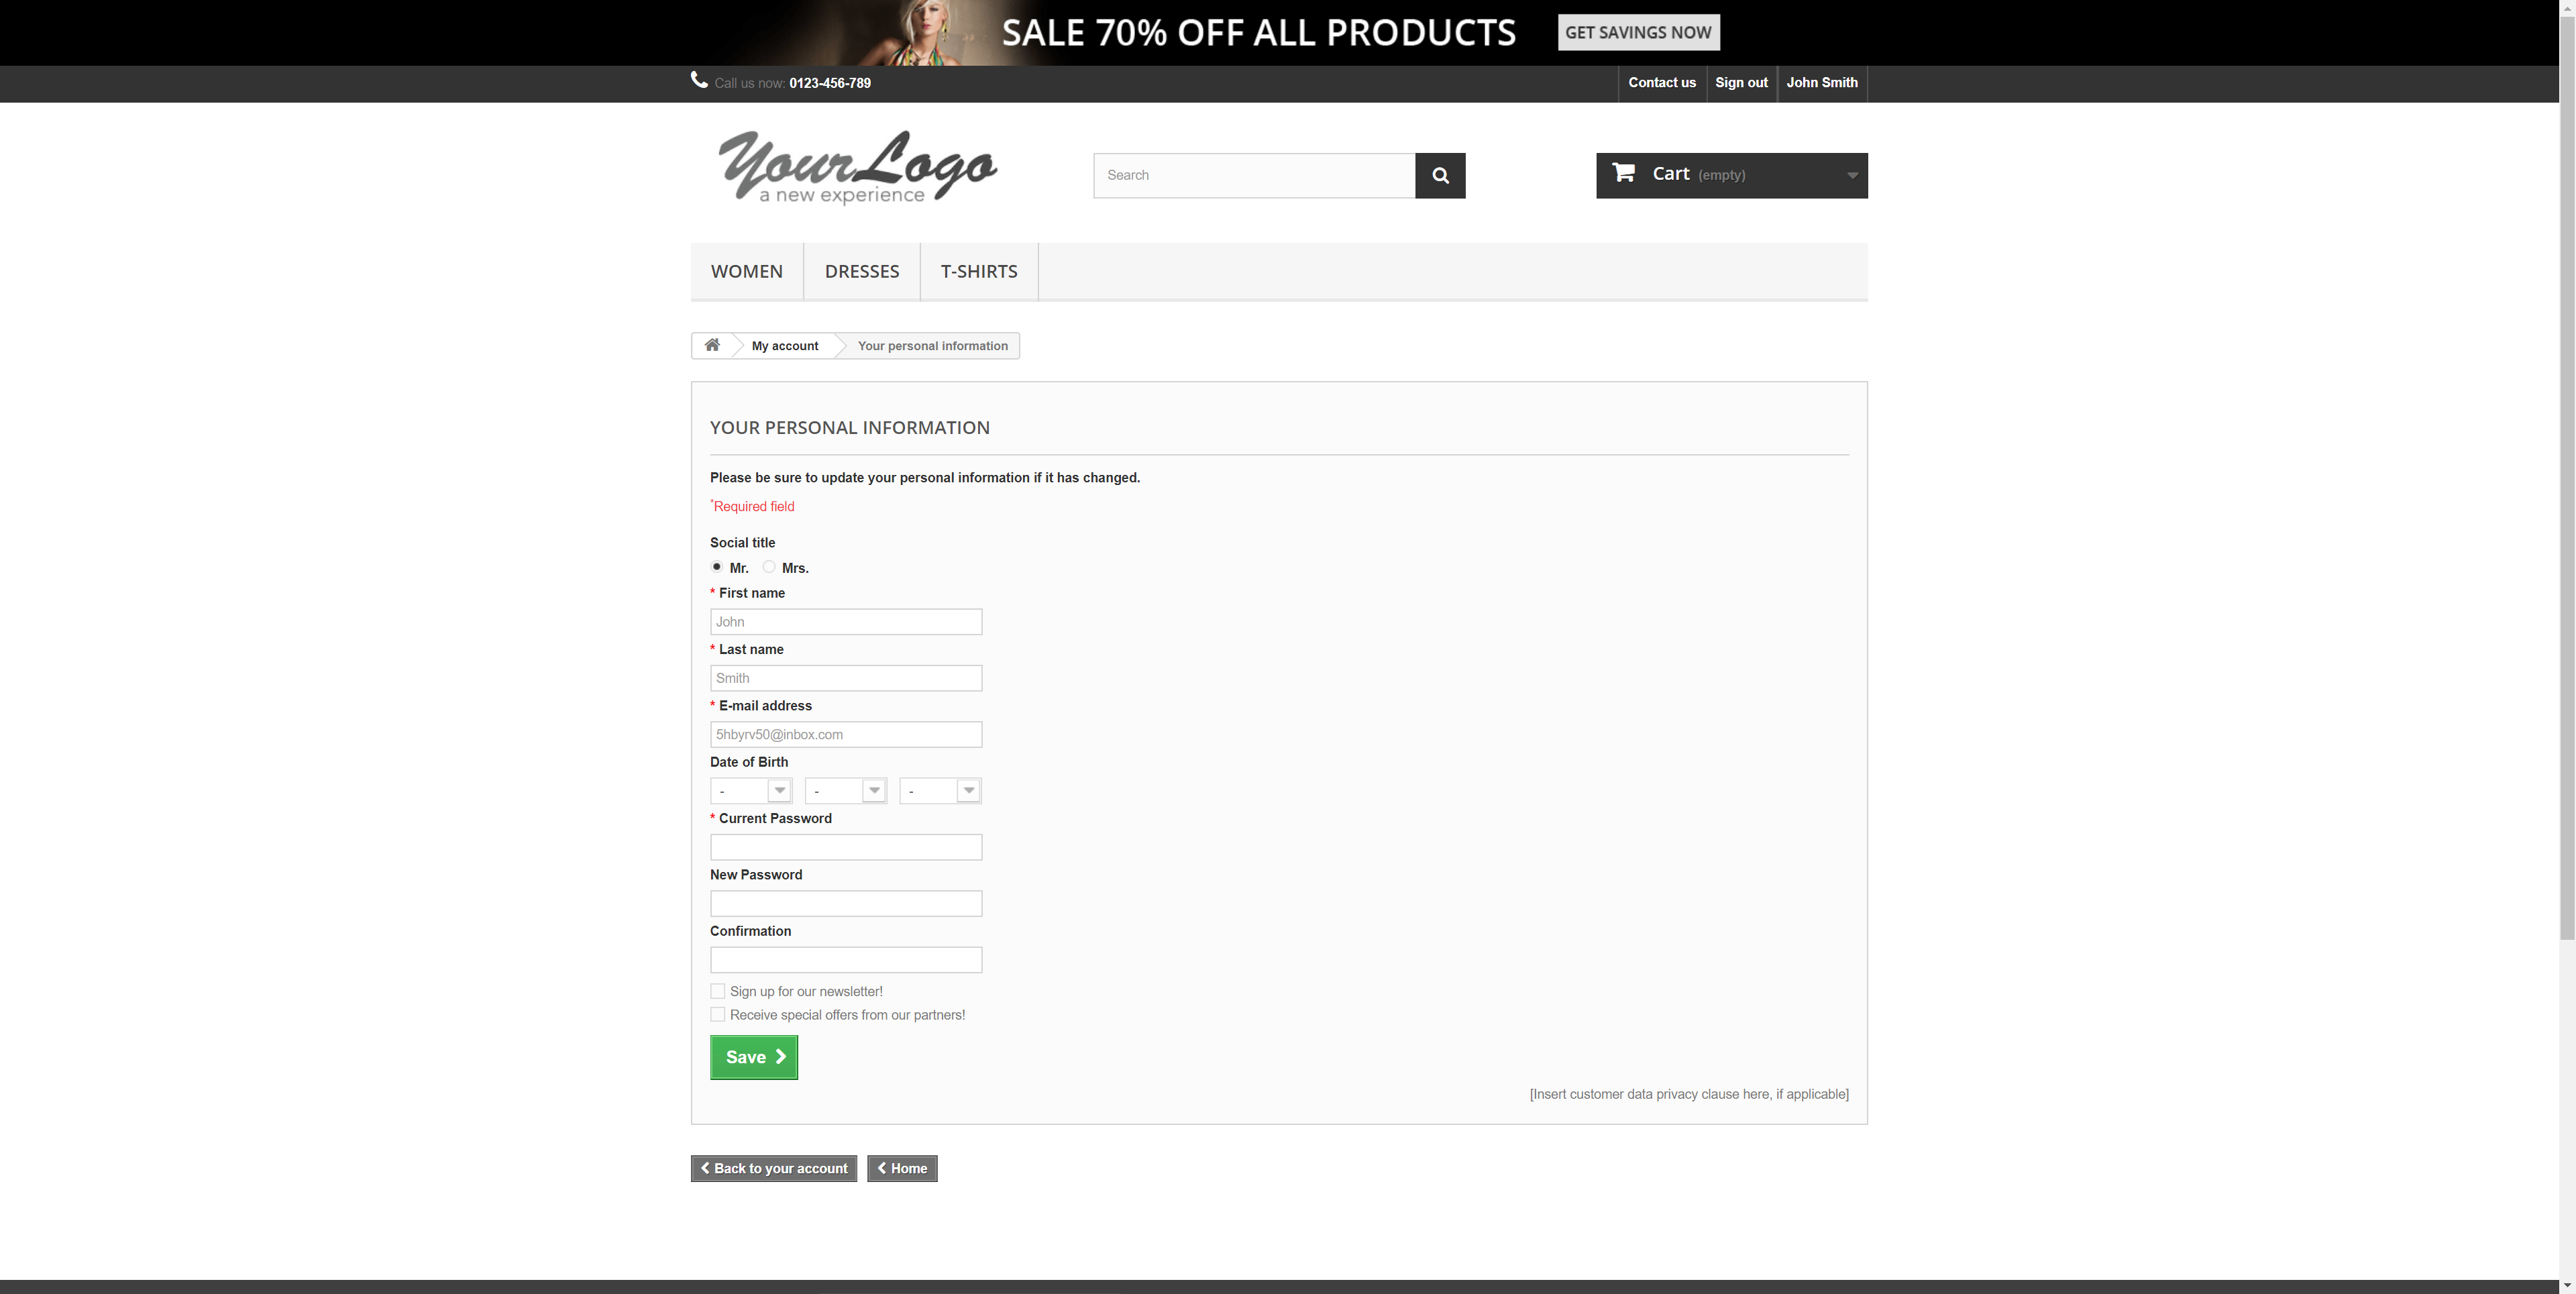 SALE 70% OFF ALL PRODUCTS GET SAVINGS NOW
Call us now: 0123-456-789 Contact us Sign out John Smith
YourLogo
a new experience
Search
Cart (empty)
WOMEN DRESSES T-SHIRTS
My account Your personal information
YOUR PERSONAL INFORMATION
Please be sure to update your personal information if it has changed.
*Required field
Social title
Mr. Mrs.
* First name
John
* Last name
Smith
* E-mail address
5hbyrv50@inbox.com
Date of Birth
- - -
* Current Password
New Password
Confirmation
Sign up for our newsletter!
Receive special offers from our partners!
Save
[Insert customer data privacy clause here, if applicable]
Back to your account Home